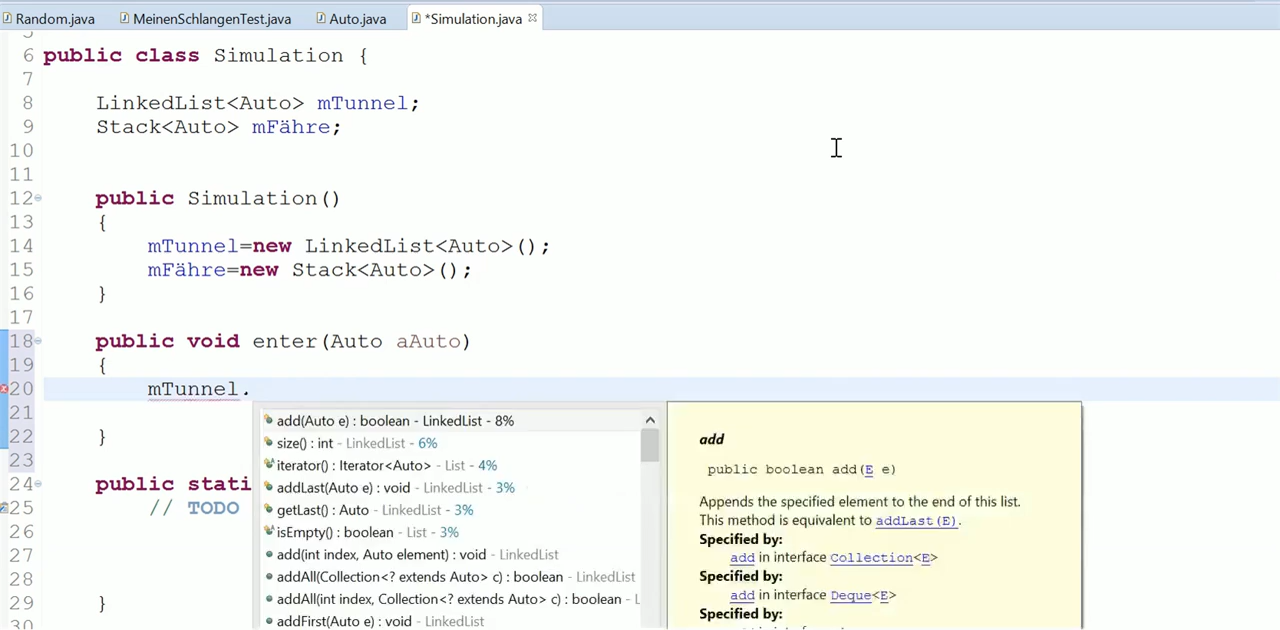 Random.java MeinenSchlangenTest.java Auto.java *Simulation.java
6 public class Simulation {
7
8 LinkedList<Auto> mTunnel;
9 Stack<Auto> mFähre;
10
11
12 public Simulation()
13 {
14 mTunnel=new LinkedList<Auto>();
15 mFähre=new Stack<Auto>();
16 }
17
18 public void enter(Auto aAuto)
19 {
20 mTunnel.
21
22 }
23
24 public stati
25 // TODO
26
27
28
29 }
30
add(Auto e) : boolean - LinkedList - 8%
size() : int - LinkedList - 6%
iterator() : Iterator<Auto> - List - 4%
addLast(Auto e) : void - LinkedList - 3%
getLast() : Auto - LinkedList - 3%
isEmpty() : boolean - List - 3%
add(int index, Auto element) : void - LinkedList
addAll(Collection<? extends Auto> c) : boolean - LinkedList
addAll(int index, Collection<? extends Auto> c) : boolean - L
addFirst(Auto e) : void - LinkedList
add
public boolean add(E e)
Appends the specified element to the end of this list.
This method is equivalent to addLast(E).
Specified by:
add in interface Collection<E>
Specified by:
add in interface Deque<E>
Specified by: